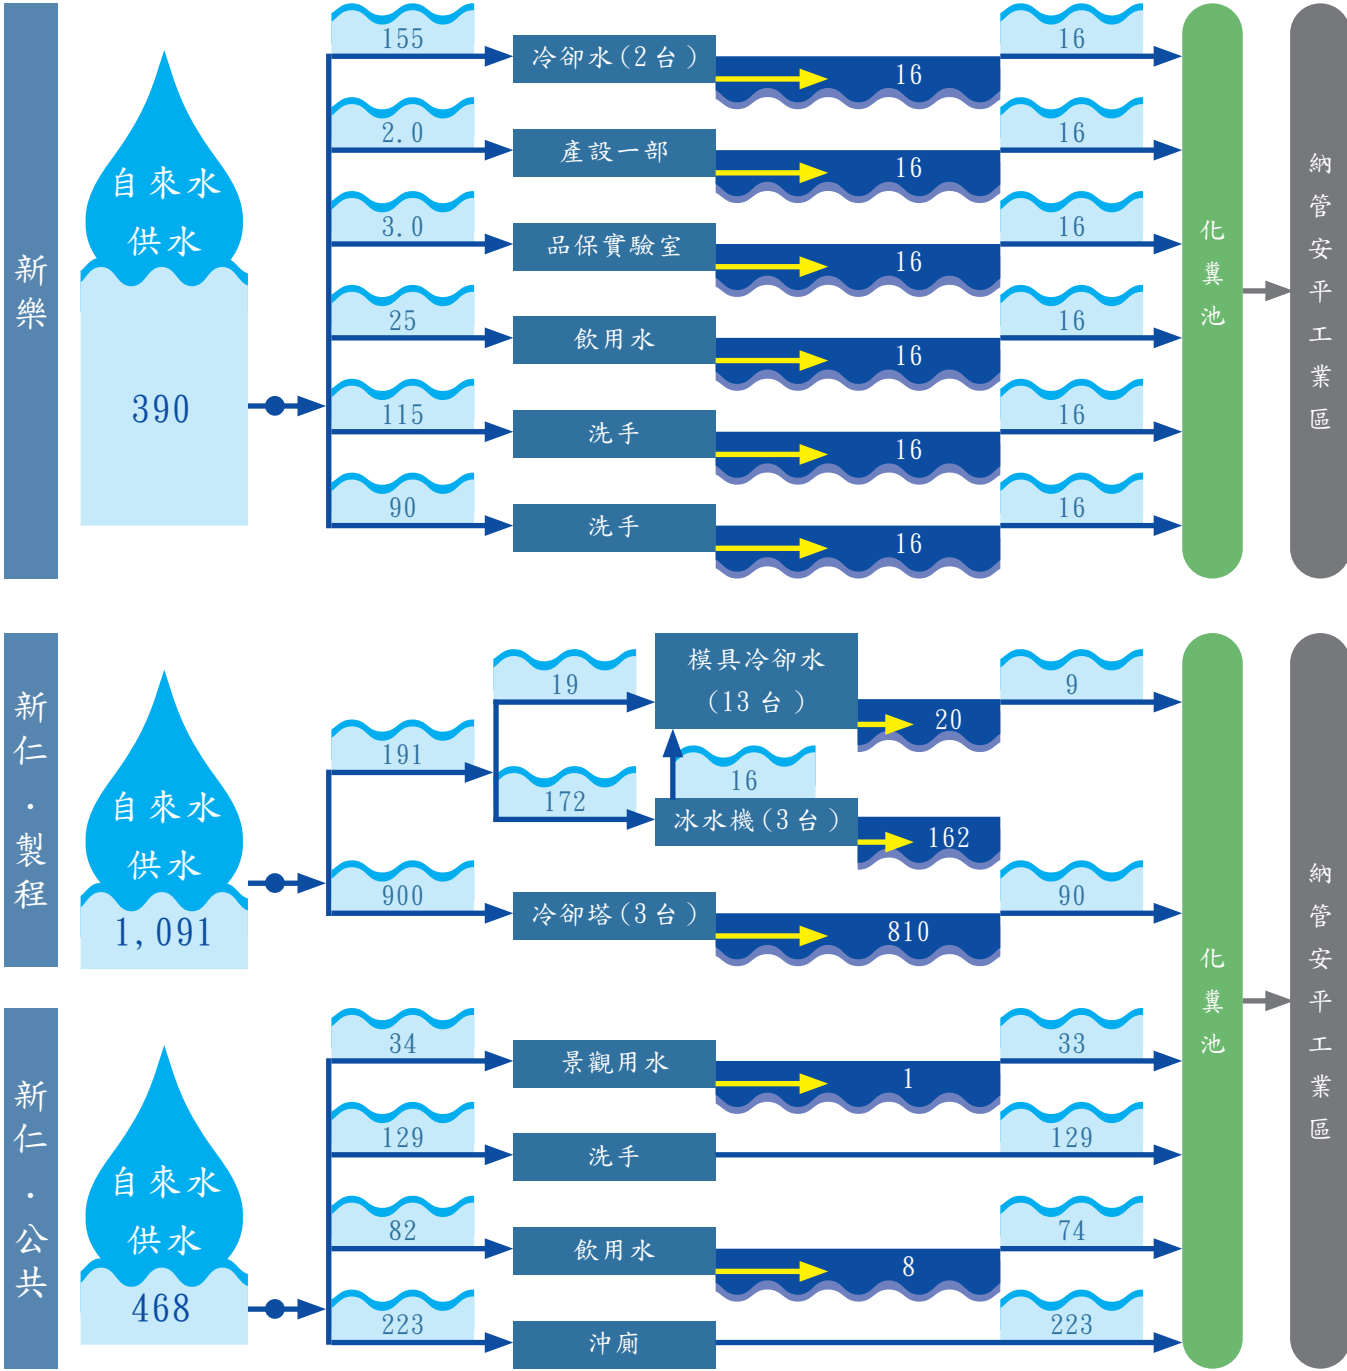 新樂
自來水
供水
390
155
冷卻水(2台)
16
16
2.0
產設一部
16
16
3.0
品保實驗室
16
16
25
飲用水
16
16
115
洗手
16
16
90
洗手
16
16
化糞池
納管安平工業區
新仁．製程
自來水
供水
1,091
191
19
模具冷卻水
(13台)
20
9
172
16
冰水機(3台)
162
900
冷卻塔(3台)
810
90
新仁．公共
自來水
供水
468
34
景觀用水
1
33
129
洗手
129
82
飲用水
8
74
223
沖廁
223
化糞池
納管安平工業區